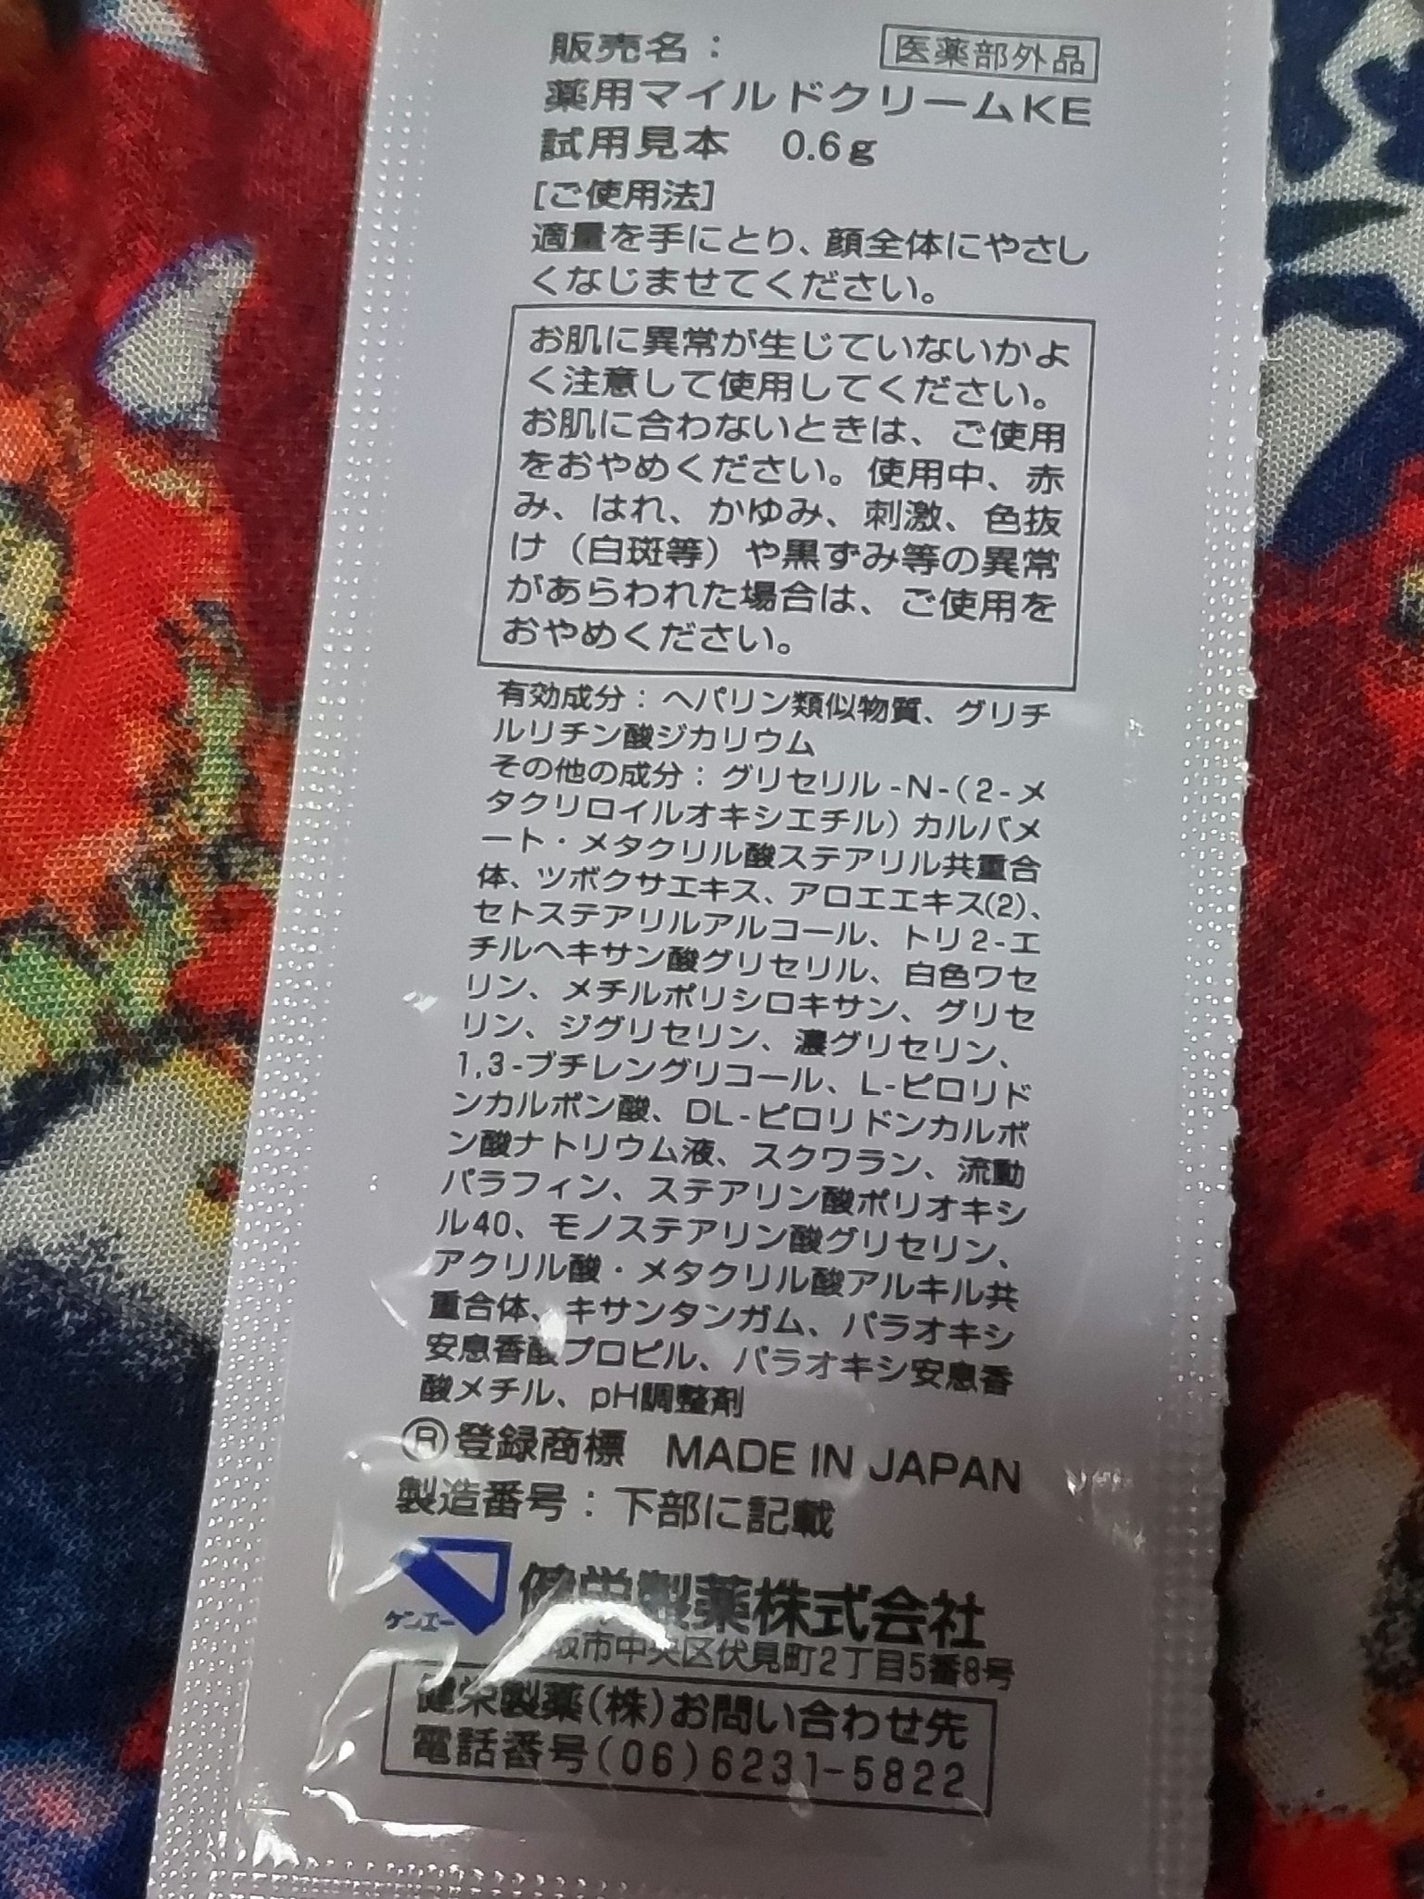 販売名：　医薬部外品
薬用マイルドクリームKE
試用見本　0.6g
[ご使用法]
適量を手にとり、顔全体にやさし
くなじませてください。
お肌に異常が生じていないかよ
く注意して使用してください。
お肌に合わないときは、ご使用
をおやめください。使用中、赤
み、はれ、かゆみ、刺激、色抜
け（白斑等）や黒ずみ等の異常
があらわれた場合は、ご使用を
おやめください。
有効成分：ヘパリン類似物質、グリチ
ルリチン酸ジカリウム
その他の成分：グリセリル-N-(2-メ
タクリロイルオキシエチル)カルバメ
ート・メタクリル酸ステアリル共重合
体、ツボクサエキス、アロエエキス(2)、
セトステアリルアルコール、トリ2-エ
チルヘキサン酸グリセリル、白色ワセ
リン、メチルポリシロキサン、グリセ
リン、ジグリセリン、濃グリセリン、
1,3-ブチレングリコール、L-ピロリド
ンカルボン酸、DL-ピロリドンカルボ
ン酸ナトリウム液、スクワラン、流動
パラフィン、ステアリン酸ポリオキシ
ル40、モノステアリン酸グリセリン、
アクリル酸・メタクリル酸アルキル共
重合体、キサンタンガム、パラオキシ
安息香酸プロピル、パラオキシ安息香
酸メチル、pH調整剤
Ⓡ登録商標　MADE IN JAPAN
製造番号：下部に記載
ケンエー 健栄製薬株式会社
阪市中央区伏見町2丁目5番8号
健栄製薬(株)お問い合わせ先
電話番号(06)6231-5822